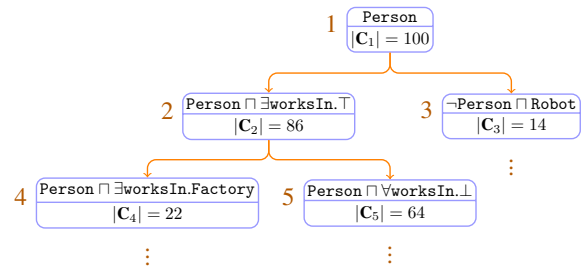 1
Person
|C₁| = 100
2
Person ⊓ ∃worksIn.⊤
|C₂| = 86
3
¬Person ⊓ Robot
|C₃| = 14
⋮
4
Person ⊓ ∃worksIn.Factory
|C₄| = 22
⋮
5
Person ⊓ ∀worksIn.⊥
|C₅| = 64
⋮